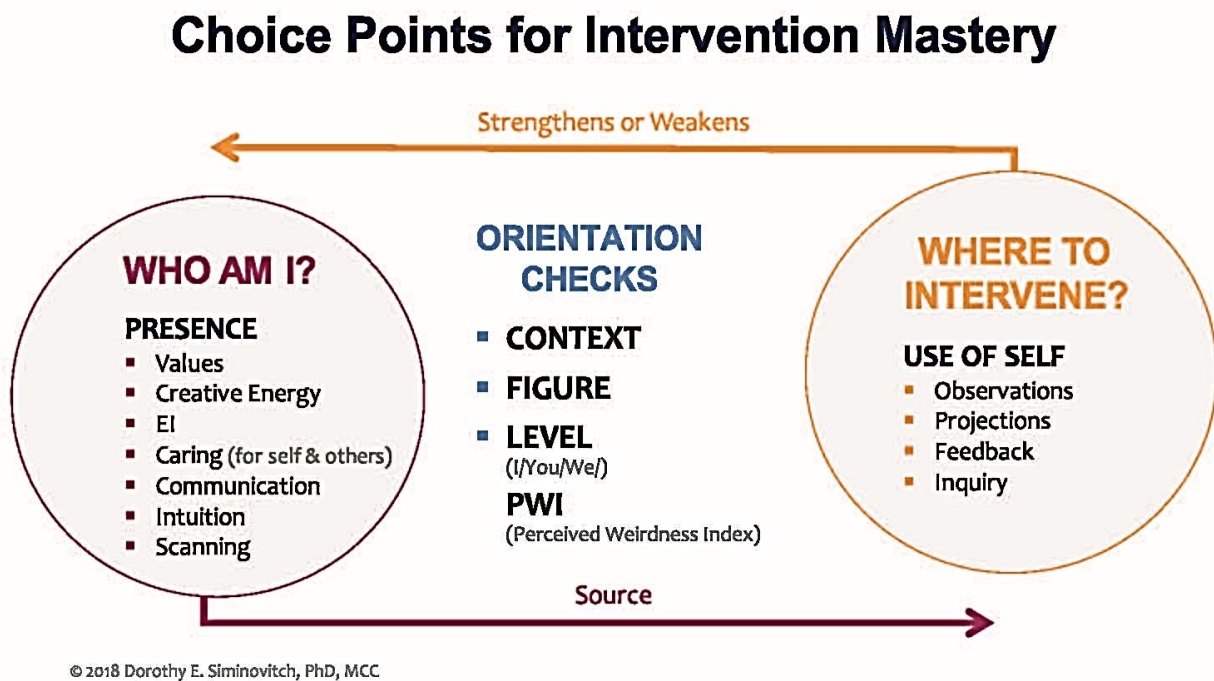 Choice Points for Intervention Mastery
Strengthens or Weakens
WHO AM I?
PRESENCE
▪ Values
▪ Creative Energy
▪ EI
▪ Caring (for self & others)
▪ Communication
▪ Intuition
▪ Scanning
ORIENTATION
CHECKS
▪ CONTEXT
▪ FIGURE
▪ LEVEL
(I/You/We/)
PWI
(Perceived Weirdness Index)
WHERE TO
INTERVENE?
USE OF SELF
▪ Observations
▪ Projections
▪ Feedback
▪ Inquiry
Source
© 2018 Dorothy E. Siminovitch, PhD, MCC